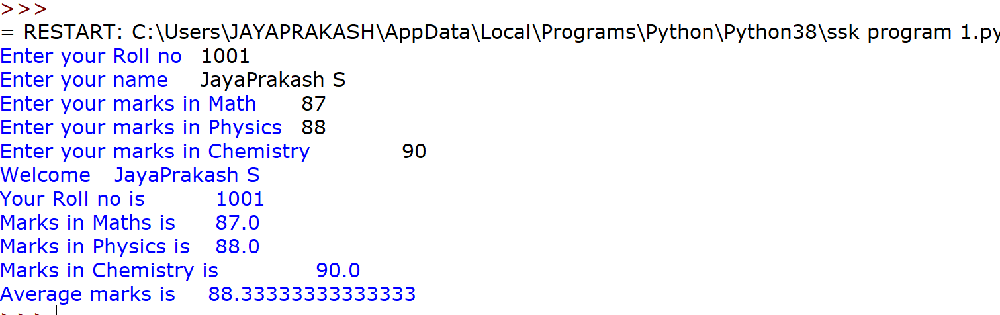 >>>
= RESTART: C:\Users\JAYAPRAKASH\AppData\Local\Programs\Python\Python38\ssk program 1.py
Enter your Roll no 1001
Enter your name JayaPrakash S
Enter your marks in Math 87
Enter your marks in Physics 88
Enter your marks in Chemistry 90
Welcome JayaPrakash S
Your Roll no is 1001
Marks in Maths is 87.0
Marks in Physics is 88.0
Marks in Chemistry is 90.0
Average marks is 88.33333333333333
>>>